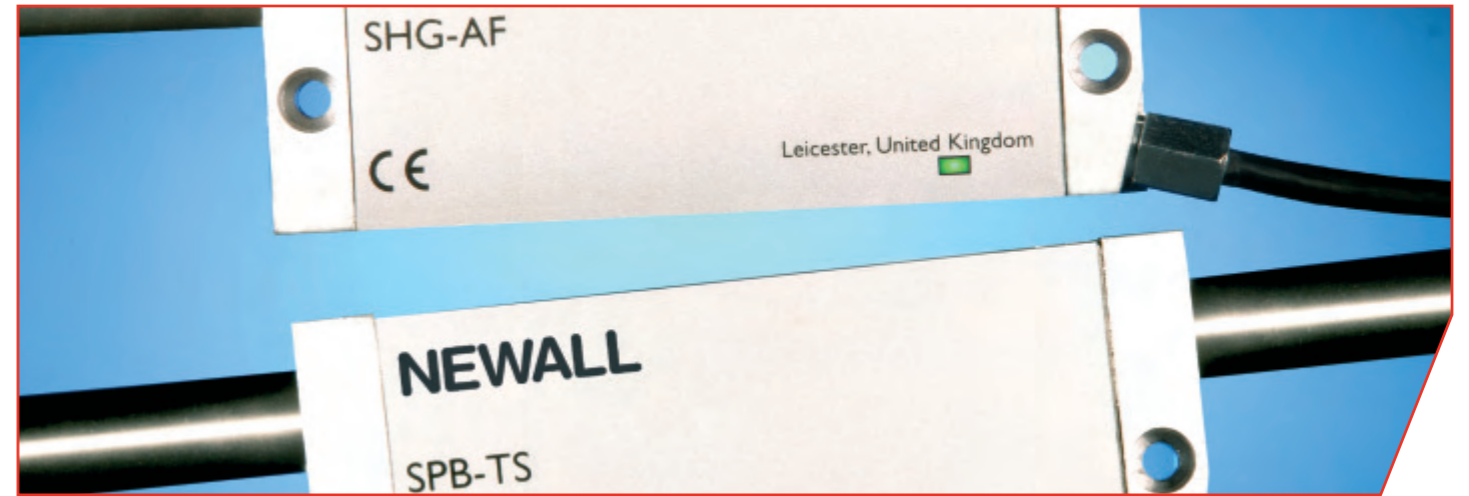 SHG-AF
CE
Leicester, United Kingdom
NEWALL
SPB-TS